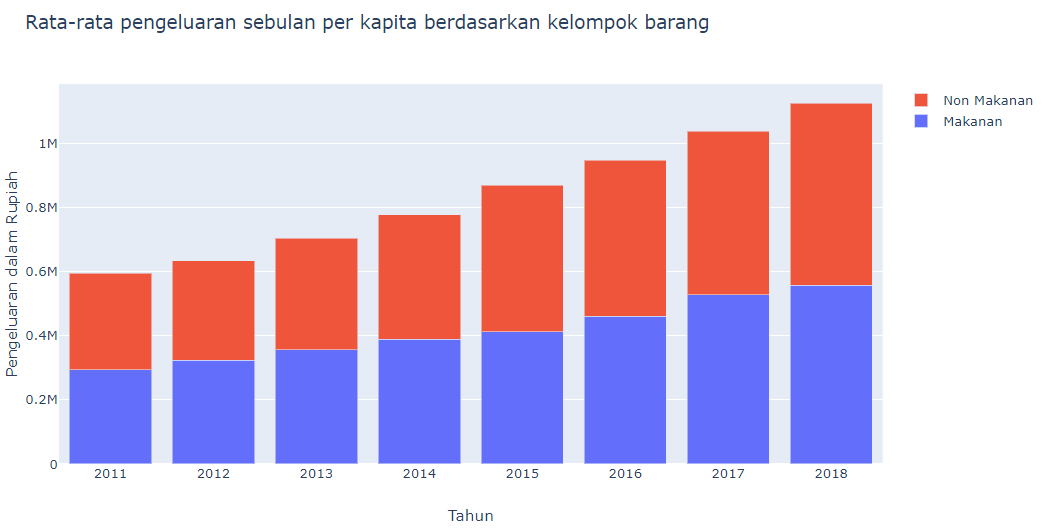 Rata-rata pengeluaran sebulan per kapita berdasarkan kelompok barang
Non Makanan
Makanan
Pengeluaran dalam Rupiah
1M
0.8M
0.6M
0.4M
0.2M
0
2011 2012 2013 2014 2015 2016 2017 2018
Tahun